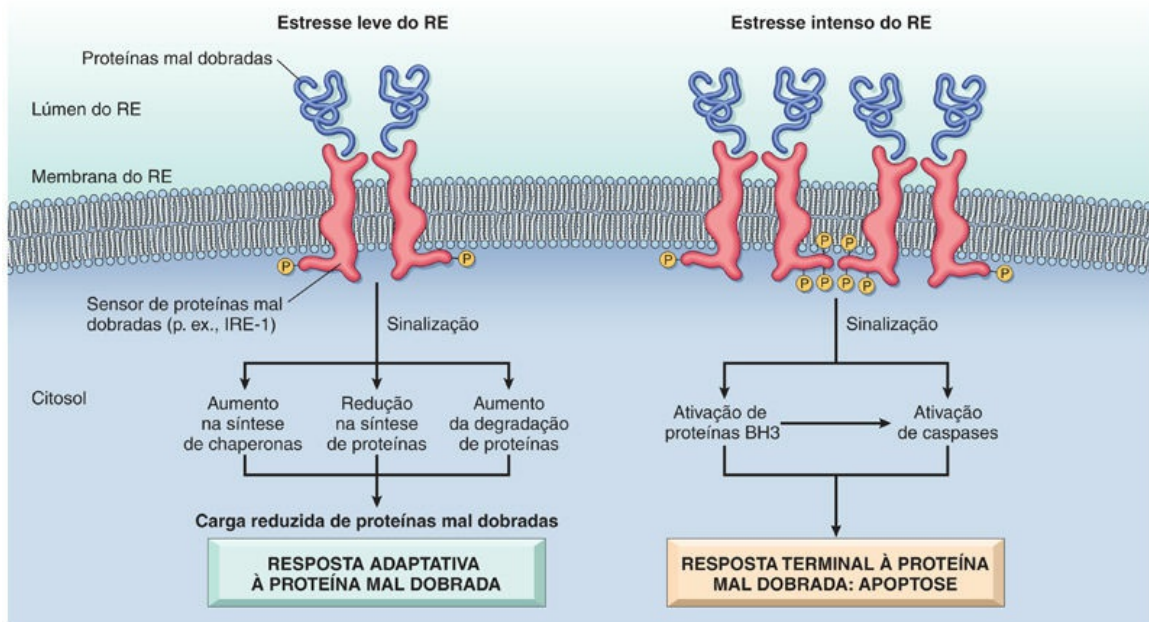 Estresse leve do RE
Estresse intenso do RE
Proteínas mal dobradas
Lúmen do RE
Membrana do RE
P
P
P
P
P
P
P
P
P
P
Sensor de proteínas mal
dobradas (p. ex., IRE-1)
Sinalização
Sinalização
Citosol
Aumento
na síntese
de chaperonas
Redução
na síntese
de proteínas
Aumento
da degradação
de proteínas
Ativação de
proteínas BH3
Ativação
de caspases
Carga reduzida de proteínas mal dobradas
RESPOSTA ADAPTATIVA
À PROTEÍNA MAL DOBRADA
RESPOSTA TERMINAL À PROTEÍNA
MAL DOBRADA: APOPTOSE